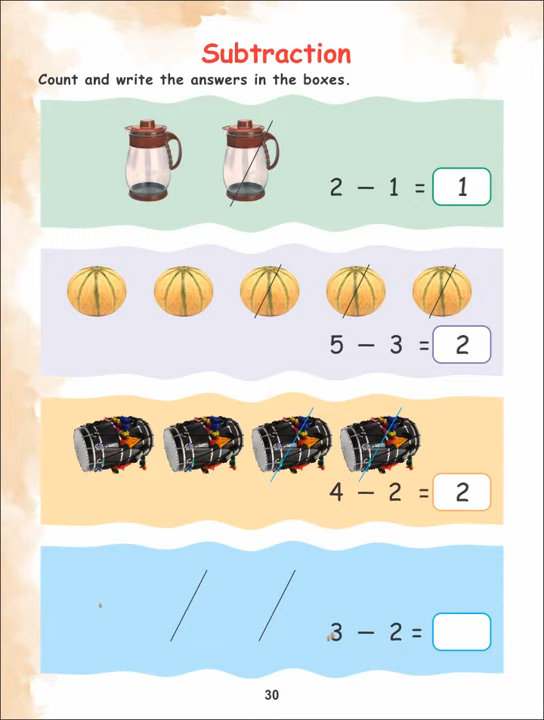 Subtraction
Count and write the answers in the boxes.
2 – 1 = 1
5 – 3 = 2
4 – 2 = 2
3 – 2 =
30